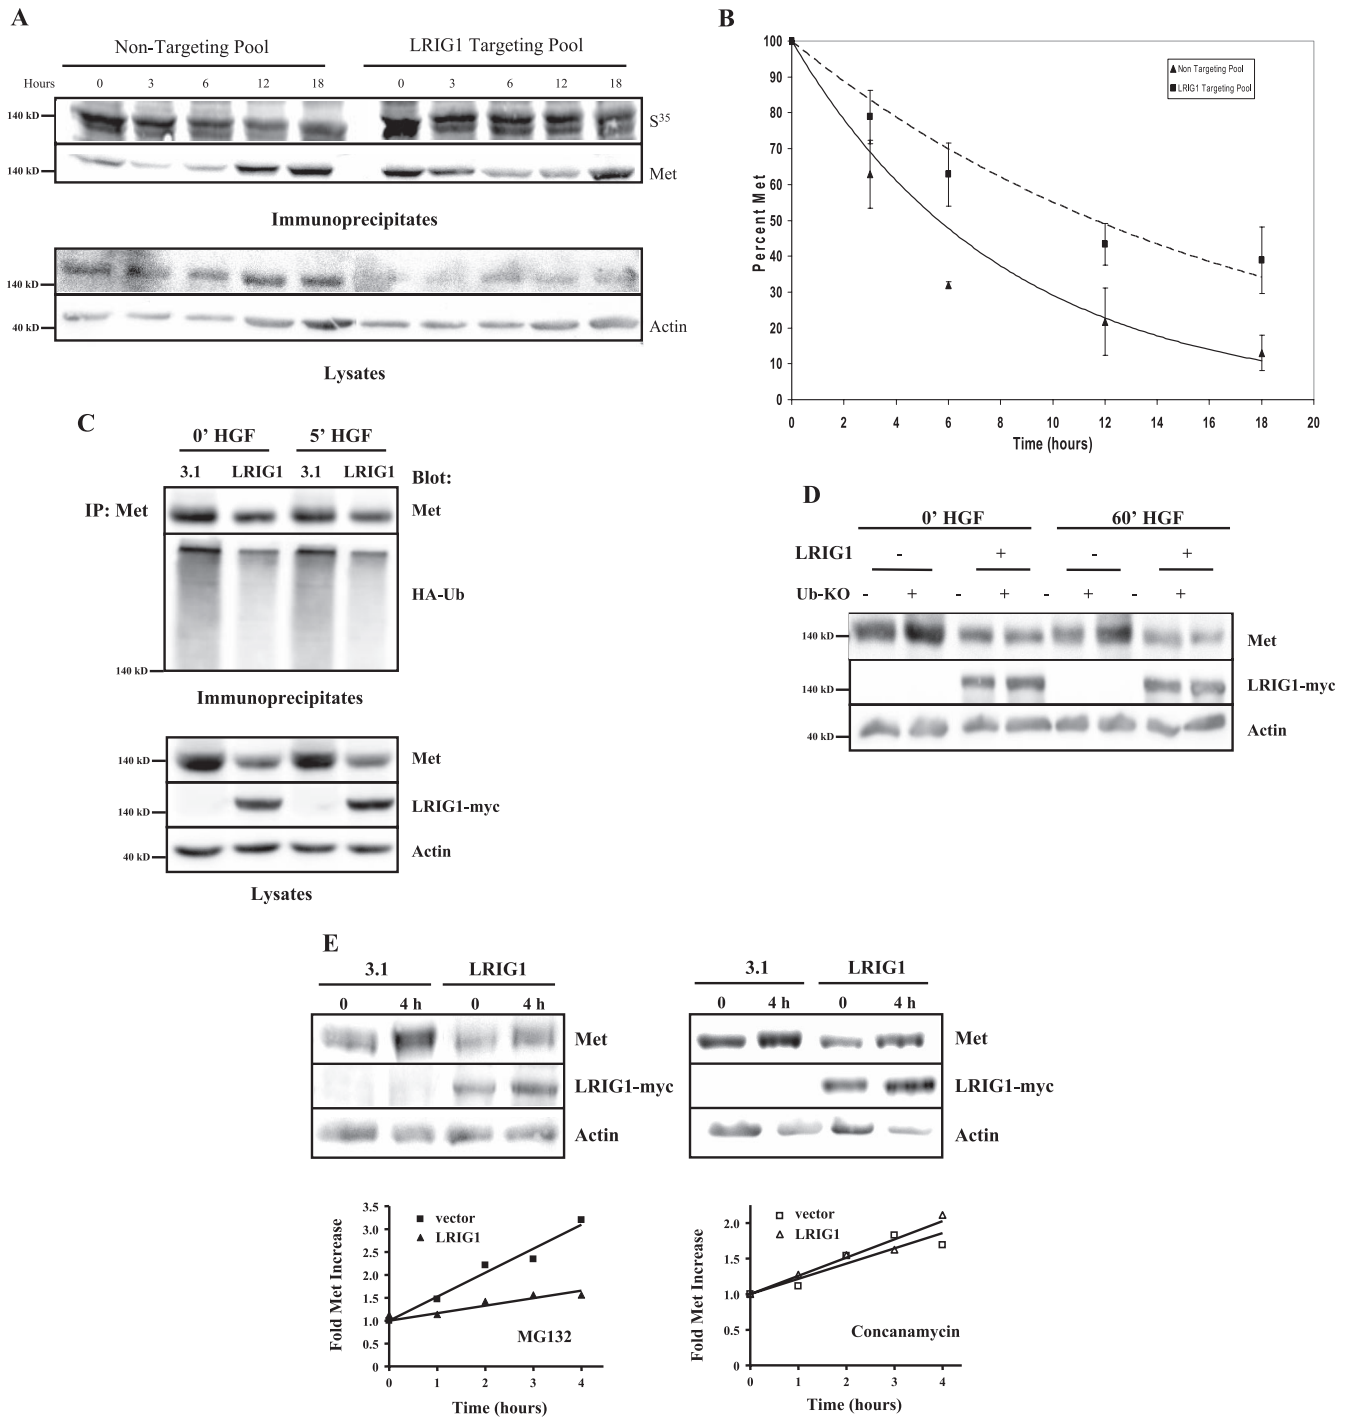 A
Non-Targeting Pool LRIG1 Targeting Pool
Hours 0 3 6 12 18 0 3 6 12 18
140 kD S35
140 kD Met
Immunoprecipitates
140 kD
40 kD Actin
Lysates
B
100
90
80
70
60
50
40
30
20
10
0
Percent Met
0 2 4 6 8 10 12 14 16 18 20
Time (hours)
Non Targeting Pool
LRIG1 Targeting Pool
C
0' HGF 5' HGF
3.1 LRIG1 3.1 LRIG1 Blot:
IP: Met Met
HA-Ub
140 kD
Immunoprecipitates
140 kD Met
140 kD LRIG1-myc
40 kD Actin
Lysates
D
0' HGF 60' HGF
LRIG1 - + - +
Ub-KO - + - + - + - +
140 kD Met
140 kD LRIG1-myc
40 kD Actin
E
3.1 LRIG1
0 4 h 0 4 h
Met
LRIG1-myc
Actin
3.1 LRIG1
0 4 h 0 4 h
Met
LRIG1-myc
Actin
Fold Met Increase
3.5
3.0
2.5
2.0
1.5
1.0
0.5
0
vector
LRIG1
MG132
0 1 2 3 4
Time (hours)
Fold Met Increase
2.0
1.5
1.0
0.5
0
vector
LRIG1
Concanamycin
0 1 2 3 4
Time (hours)